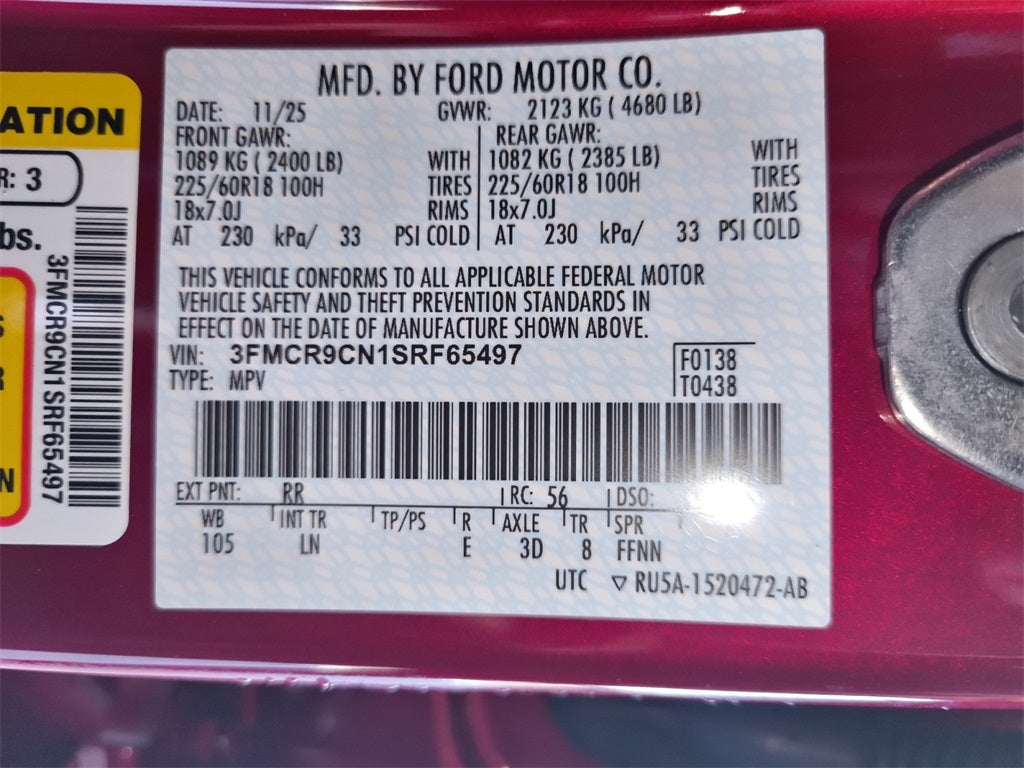 ATION
R: 3
bs.
3FMCR9CN1SRF65497
S
R
N
MFD. BY FORD MOTOR CO.
DATE: 11/25 GVWR: 2123 KG ( 4680 LB)
FRONT GAWR: REAR GAWR:
1089 KG ( 2400 LB) WITH 1082 KG ( 2385 LB) WITH
225/60R18 100H TIRES 225/60R18 100H TIRES
18x7.0J RIMS 18x7.0J RIMS
AT 230 kPa/ 33 PSI COLD AT 230 kPa/ 33 PSI COLD
THIS VEHICLE CONFORMS TO ALL APPLICABLE FEDERAL MOTOR
VEHICLE SAFETY AND THEFT PREVENTION STANDARDS IN
EFFECT ON THE DATE OF MANUFACTURE SHOWN ABOVE.
VIN: 3FMCR9CN1SRF65497 F0138
TYPE: MPV T0438
EXT PNT: RR RC: 56 DSO:
WB INT TR TP/PS R AXLE TR SPR
105 LN E 3D 8 FFNN
UTC ▽ RU5A-1520472-AB